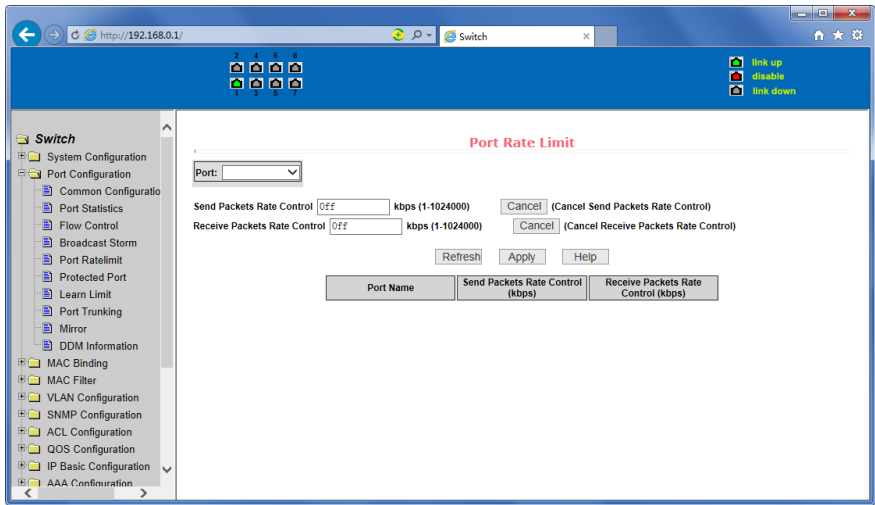 http://192.168.0.1/
Switch
2 4 6 8
1 3 5 7
link up
disable
link down
Switch
System Configuration
Port Configuration
Common Configuratio
Port Statistics
Flow Control
Broadcast Storm
Port Ratelimit
Protected Port
Learn Limit
Port Trunking
Mirror
DDM Information
MAC Binding
MAC Filter
VLAN Configuration
SNMP Configuration
ACL Configuration
QOS Configuration
IP Basic Configuration
AAA Configuration
Port Rate Limit
Port:
Send Packets Rate Control Off kbps (1-1024000) Cancel (Cancel Send Packets Rate Control)
Receive Packets Rate Control Off kbps (1-1024000) Cancel (Cancel Receive Packets Rate Control)
Refresh Apply Help
Port Name
Send Packets Rate Control
(kbps)
Receive Packets Rate
Control (kbps)